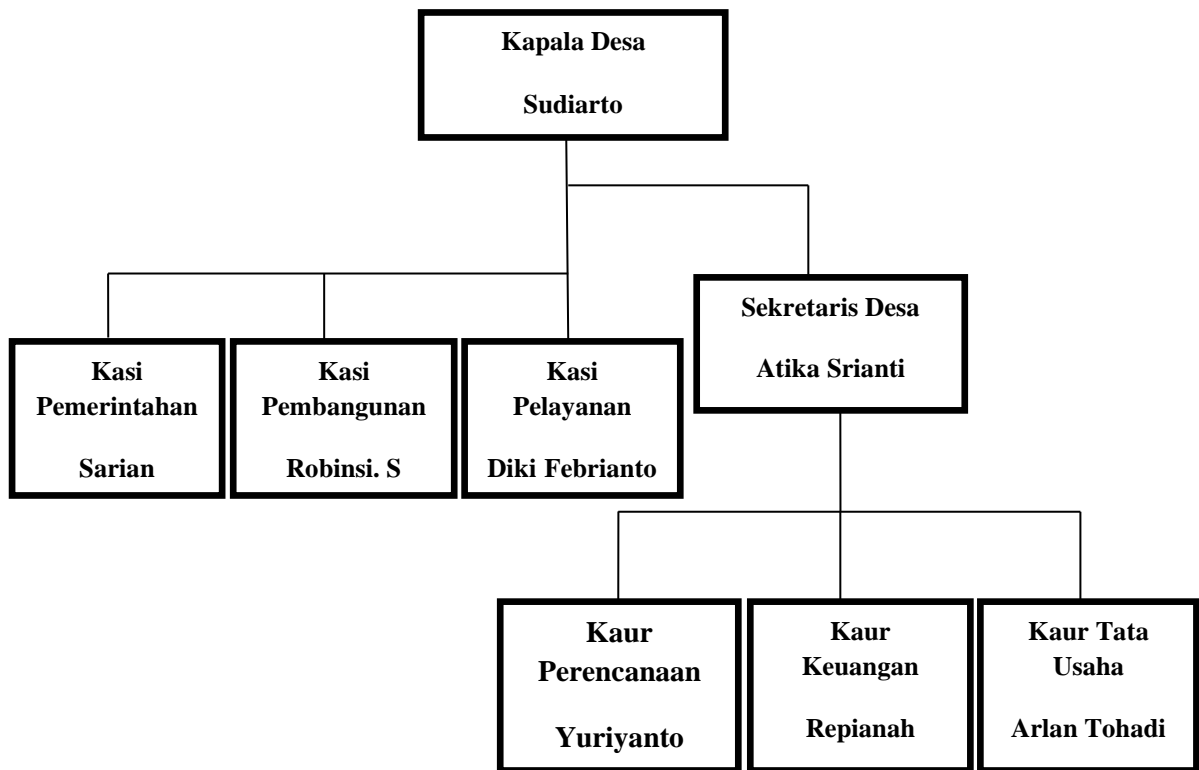 Kapala Desa
Sudiarto
Sekretaris Desa
Atika Srianti
Kasi
Pemerintahan
Sarian
Kasi
Pembangunan
Robinsi. S
Kasi
Pelayanan
Diki Febrianto
Kaur
Perencanaan
Yuriyanto
Kaur
Keuangan
Repianah
Kaur Tata
Usaha
Arlan Tohadi